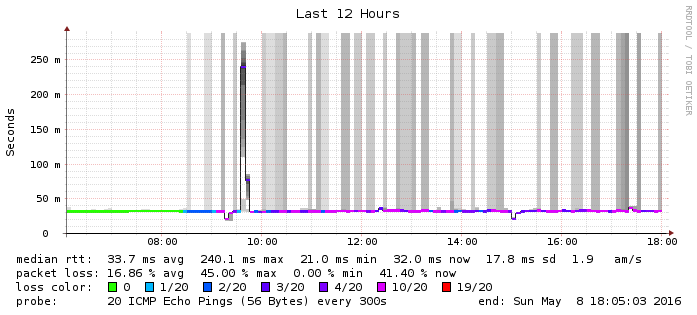 Last 12 Hours
RRDTOOL / TOBI OETIKER
Seconds
250 m
200 m
150 m
100 m
50 m
0
08:00 10:00 12:00 14:00 16:00 18:00
median rtt: 33.7 ms avg 240.1 ms max 21.0 ms min 32.0 ms now 17.8 ms sd 1.9 am/s
packet loss: 16.86 % avg 45.00 % max 0.00 % min 41.40 % now
loss color: 0 1/20 2/20 3/20 4/20 10/20 19/20
probe: 20 ICMP Echo Pings (56 Bytes) every 300s end: Sun May 8 18:05:03 2016